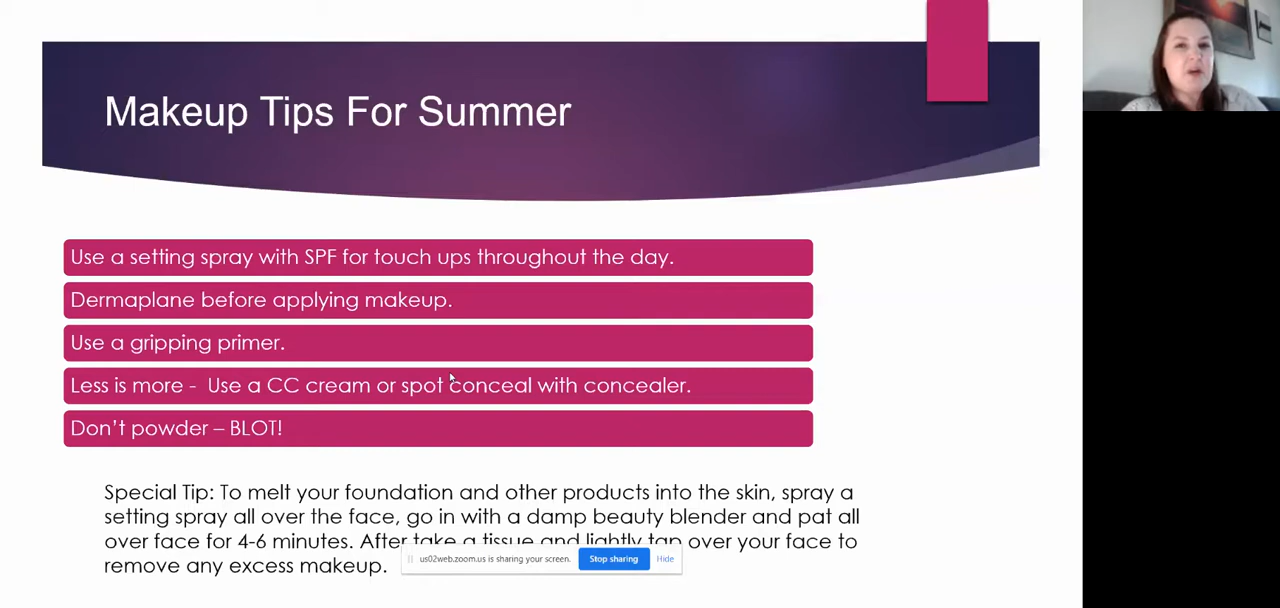 Makeup Tips For Summer
Use a setting spray with SPF for touch ups throughout the day.
Dermaplane before applying makeup.
Use a gripping primer.
Less is more - Use a CC cream or spot conceal with concealer.
Don't powder – BLOT!
Special Tip: To melt your foundation and other products into the skin, spray a
setting spray all over the face, go in with a damp beauty blender and pat all
over face for 4-6 minutes. After take a tissue and lightly tap over your face to
remove any excess makeup.
us02web.zoom.us is sharing your screen.
Stop sharing
Hide